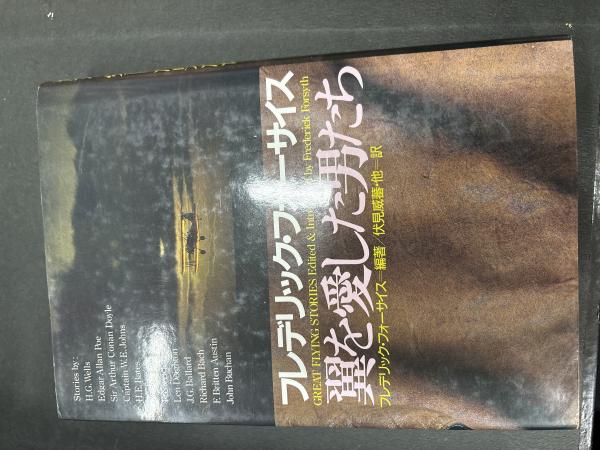 フレデリック・フォーサイス
GREAT FLYING STORIES Edited & by Frederick Forsyth
翼を愛した男たち
フレデリック・フォーサイス＝編著/伏見威蕃・他＝訳
Stories by:
H.G. Wells
Edgar Allan Poe
Sir Arthur Conan Doyle
Captain W.E. Johns
H.E. Bates
Len Deighton
J.G. Ballard
Richard Bach
F. Britten Austin
John Buchan